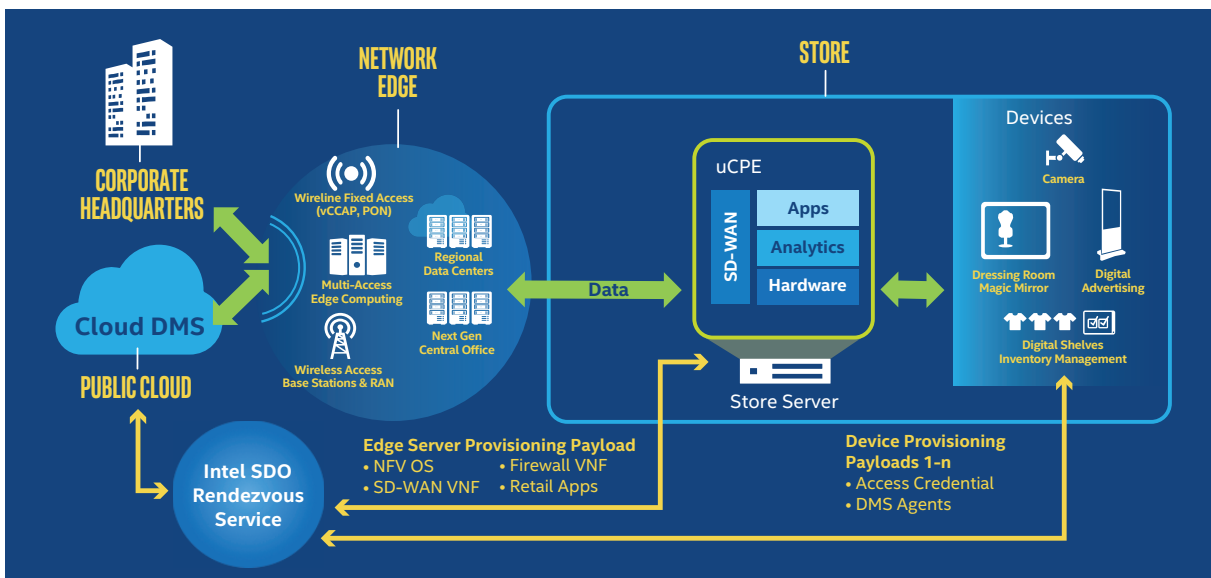 NETWORK
EDGE
STORE
CORPORATE
HEADQUARTERS
Cloud DMS
PUBLIC CLOUD
Wireline Fixed Access
(vCCAP, PON)
Regional
Data Centers
Multi-Access
Edge Computing
Next Gen
Central Office
Wireless Access
Base Stations & RAN
Data
uCPE
SD-WAN
Apps
Analytics
Hardware
Store Server
Devices
Camera
Dressing Room
Magic Mirror
Digital
Advertising
Digital Shelves
Inventory Management
Intel SDO
Rendezvous
Service
Edge Server Provisioning Payload
• NFV OS
• Firewall VNF
• SD-WAN VNF
• Retail Apps
Device Provisioning
Payloads 1-n
• Access Credential
• DMS Agents